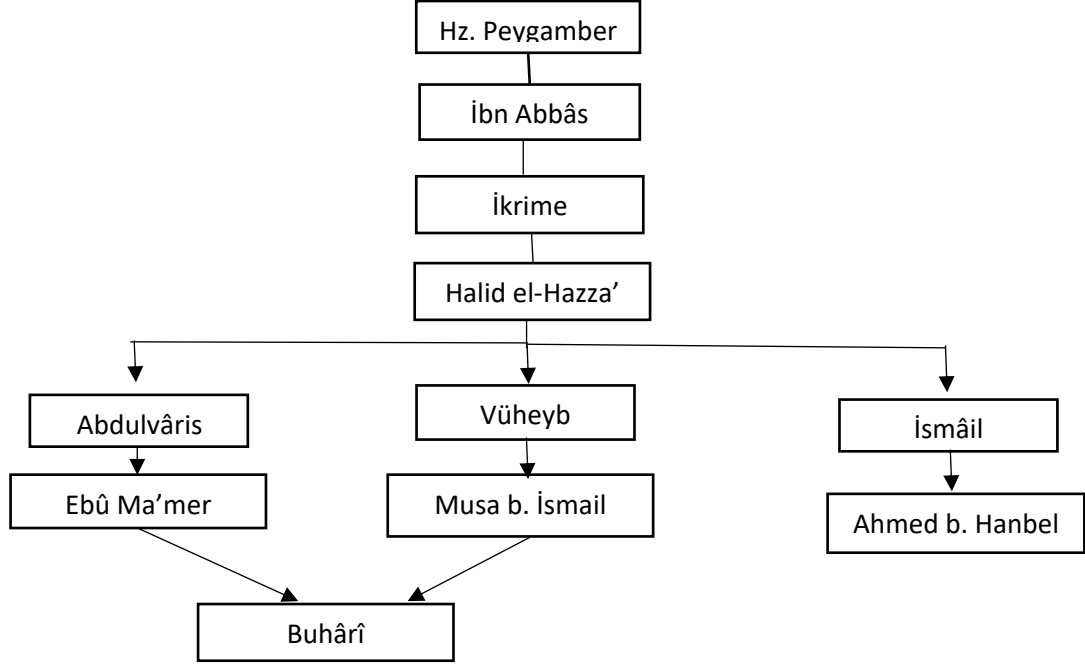 Hz. Peygamber
İbn Abbâs
İkrime
Halid el-Hazza’
Abdulvâris
Vüheyb
İsmâil
Ebû Ma’mer
Musa b. İsmail
Ahmed b. Hanbel
Buhârî